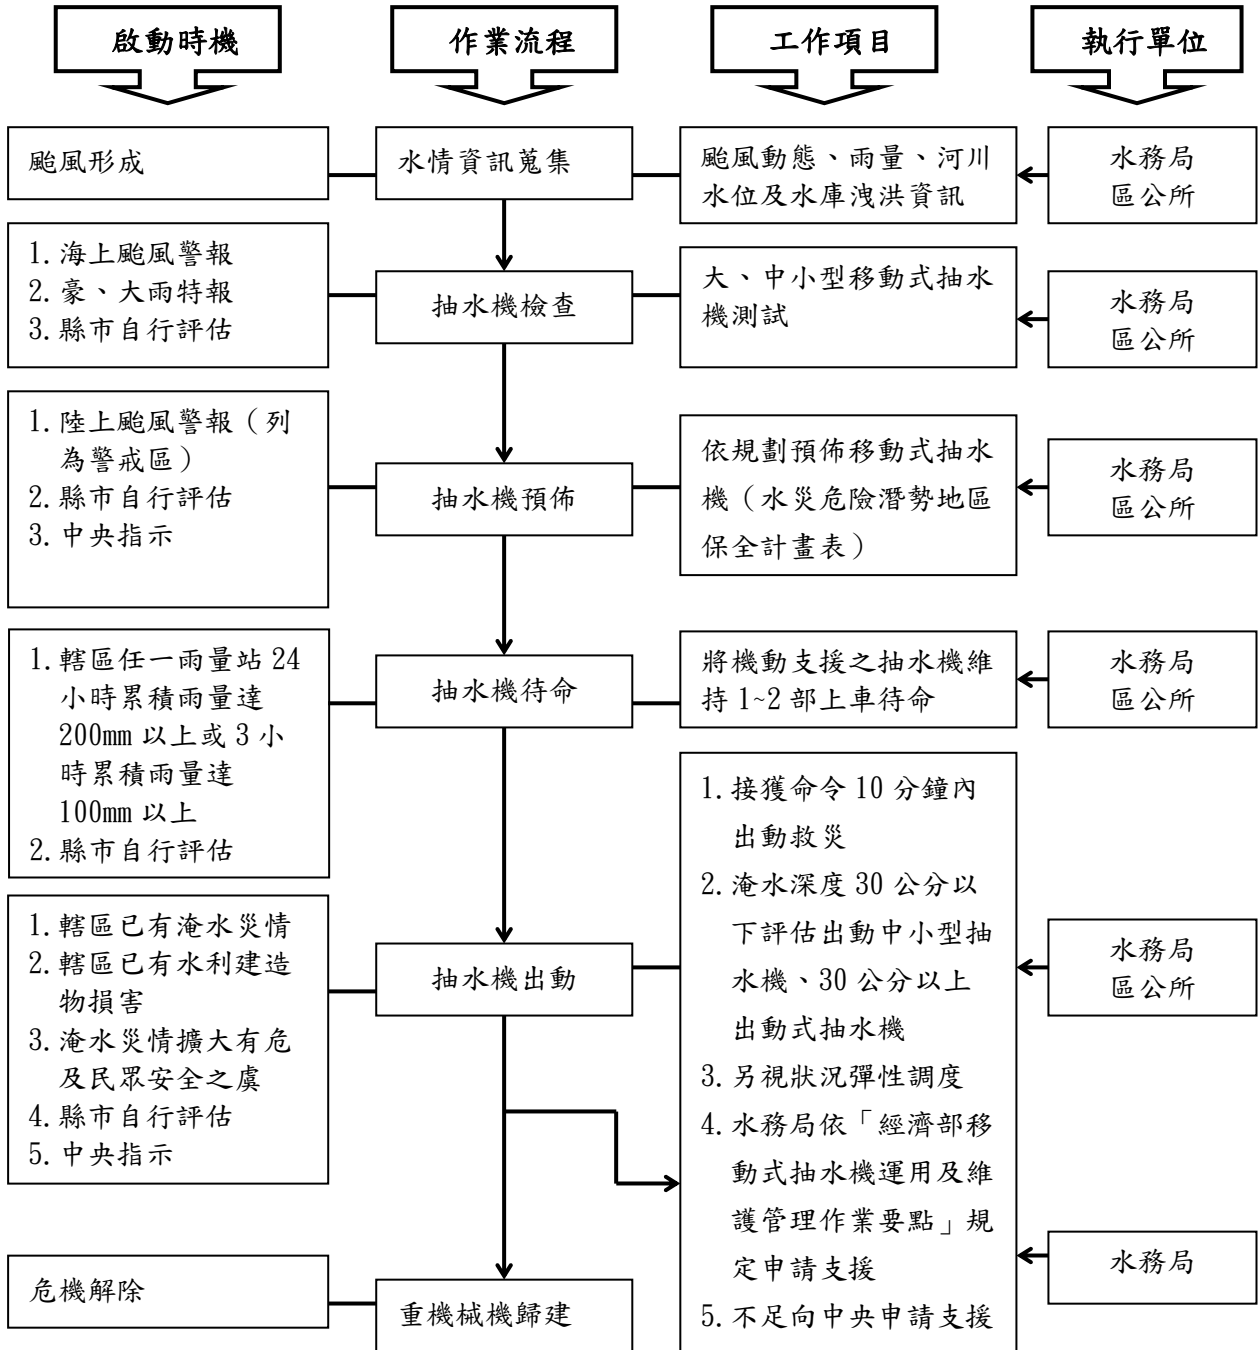 啟動時機
作業流程
工作項目
執行單位
颱風形成
水情資訊蒐集
颱風動態、雨量、河川
水位及水庫洩洪資訊
水務局
區公所
1.海上颱風警報
2.豪、大雨特報
3.縣市自行評估
抽水機檢查
大、中小型移動式抽水
機測試
水務局
區公所
1.陸上颱風警報（列
為警戒區）
2.縣市自行評估
3.中央指示
抽水機預佈
依規劃預佈移動式抽水
機（水災危險潛勢地區
保全計畫表）
水務局
區公所
1.轄區任一雨量站 24
小時累積雨量達
200mm 以上或 3 小
時累積雨量達
100mm 以上
2.縣市自行評估
抽水機待命
將機動支援之抽水機維
持 1~2 部上車待命
水務局
區公所
1.轄區已有淹水災情
2.轄區已有水利建造
物損害
3.淹水災情擴大有危
及民眾安全之虞
4.縣市自行評估
5.中央指示
抽水機出動
1.接獲命令 10 分鐘內
出動救災
2.淹水深度 30 公分以
下評估出動中小型抽
水機、30 公分以上
出動式抽水機
3.另視狀況彈性調度
4.水務局依「經濟部移
動式抽水機運用及維
護管理作業要點」規
定申請支援
5.不足向中央申請支援
水務局
區公所
水務局
危機解除
重機械機歸建